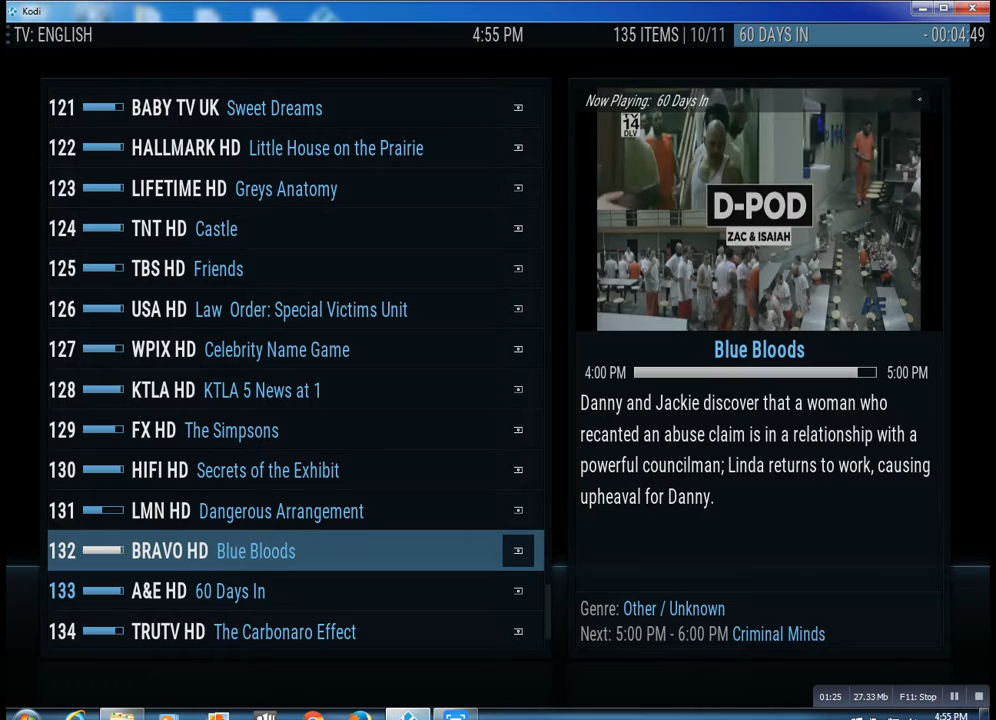 Kodi
TV: ENGLISH 4:55 PM 135 ITEMS | 10/11 60 DAYS IN - 00:04:49
121 BABY TV UK Sweet Dreams
122 HALLMARK HD Little House on the Prairie
123 LIFETIME HD Greys Anatomy
124 TNT HD Castle
125 TBS HD Friends
126 USA HD Law Order: Special Victims Unit
127 WPIX HD Celebrity Name Game
128 KTLA HD KTLA 5 News at 1
129 FX HD The Simpsons
130 HIFI HD Secrets of the Exhibit
131 LMN HD Dangerous Arrangement
132 BRAVO HD Blue Bloods
133 A&E HD 60 Days In
134 TRUTV HD The Carbonaro Effect
Now Playing: 60 Days In
TV
14
DLV
D-POD
ZAC & ISAIAH
A&E
Blue Bloods
4:00 PM 5:00 PM
Danny and Jackie discover that a woman who
recanted an abuse claim is in a relationship with a
powerful councilman; Linda returns to work, causing
upheaval for Danny.
Genre: Other / Unknown
Next: 5:00 PM - 6:00 PM Criminal Minds
01:25 27.33 Mb F11: Stop
4:55 PM